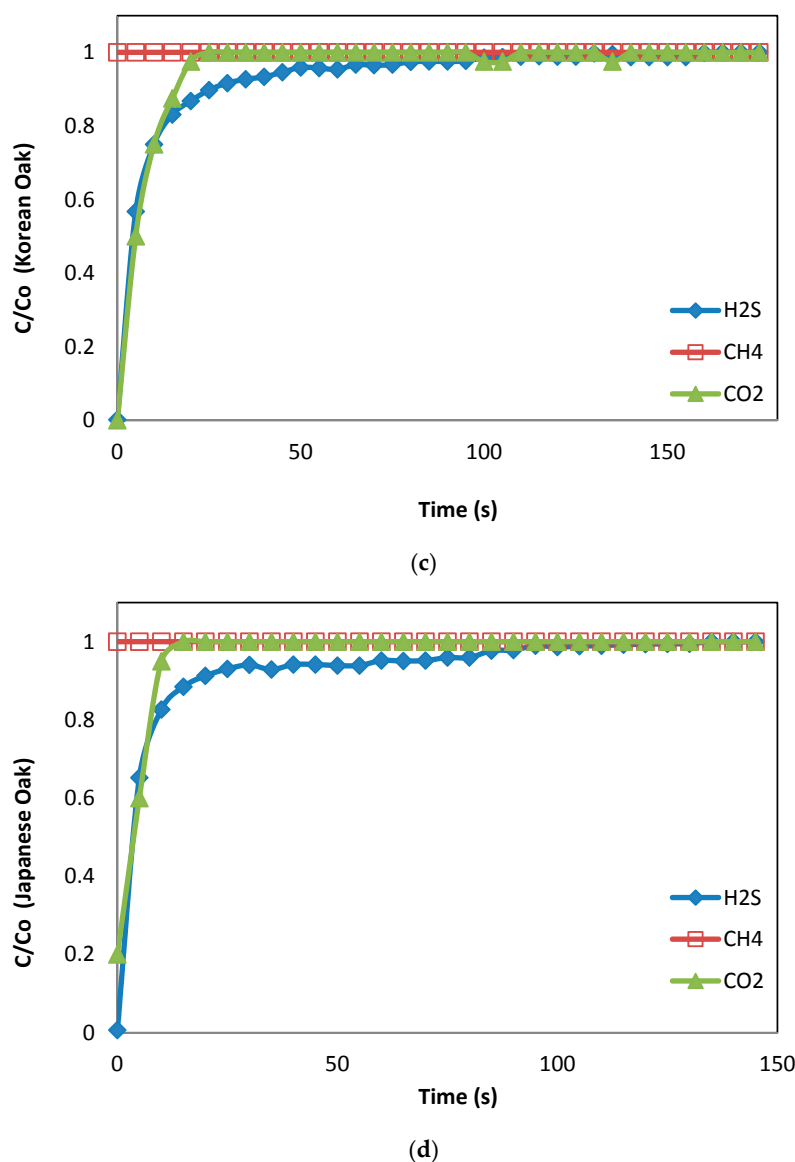 1
0.8
0.6
0.4
0.2
0
C/Co (Korean Oak)
H2S
CH4
CO2
0 50 100 150
Time (s)
(c)
1
0.8
0.6
0.4
0.2
0
C/Co (Japanese Oak)
H2S
CH4
CO2
0 50 100 150
Time (s)
(d)